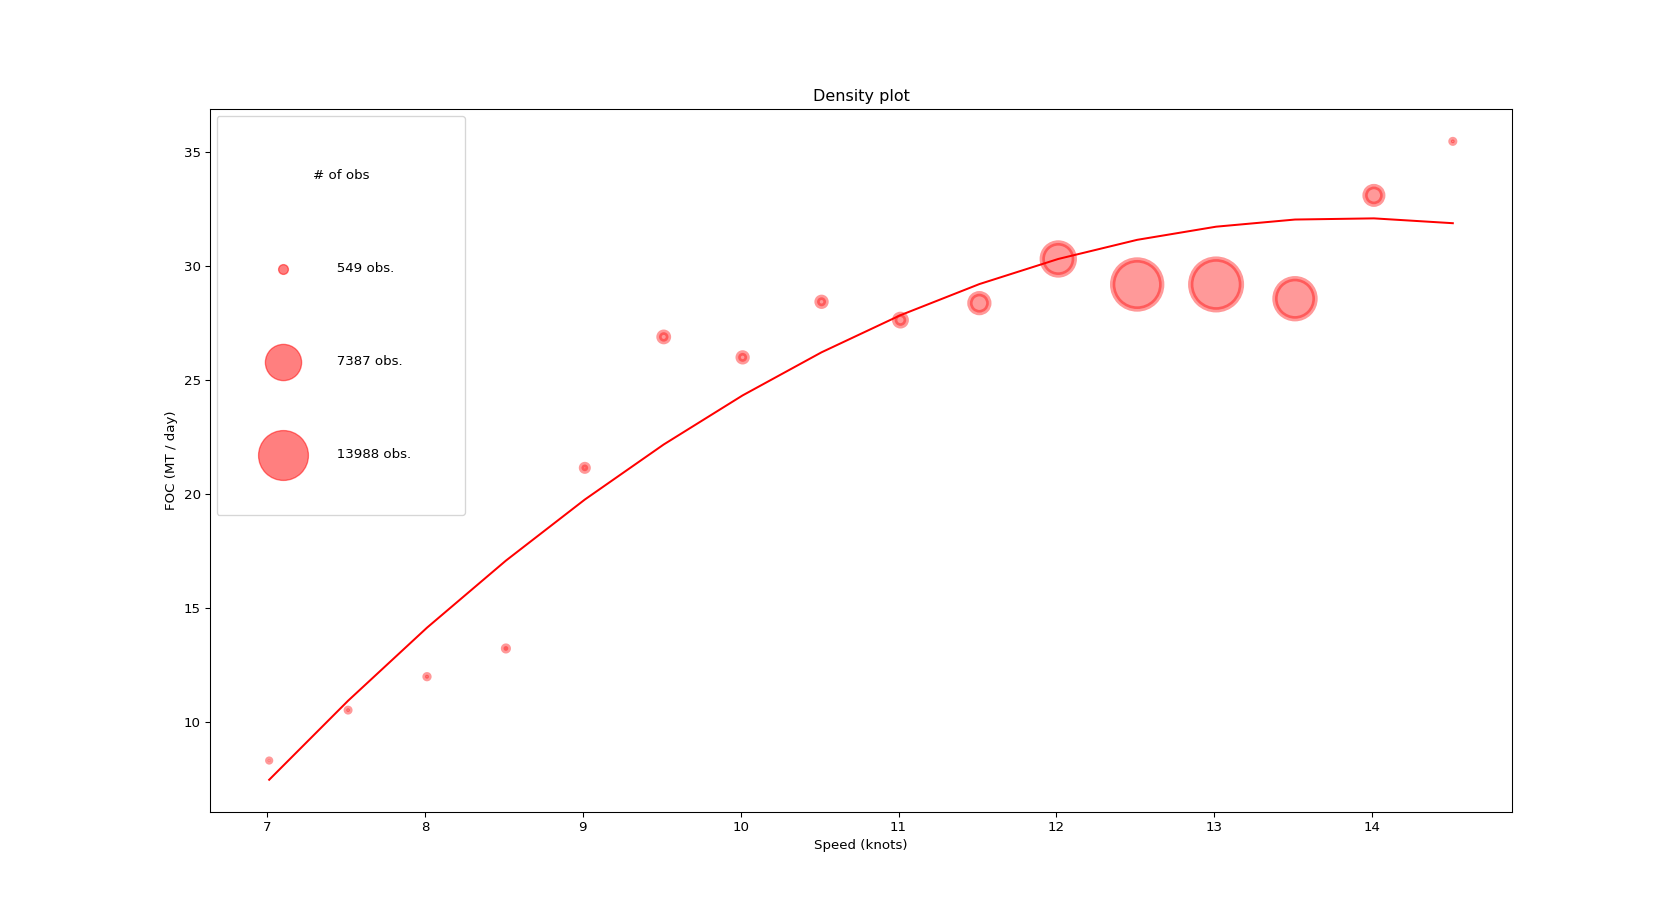 Density plot
# of obs
549 obs.
7387 obs.
13988 obs.
FOC (MT / day)
35
30
25
20
15
10
7 8 9 10 11 12 13 14
Speed (knots)